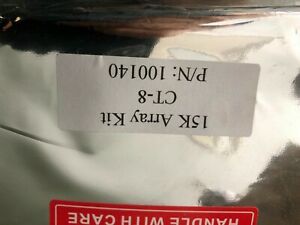 15K Array Kit
CT-8
P/N: 100140
HANDLE WITH CARE